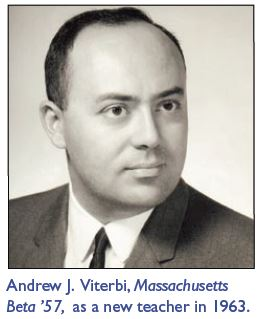 Andrew J. Viterbi, Massachusetts
Beta ’57, as a new teacher in 1963.